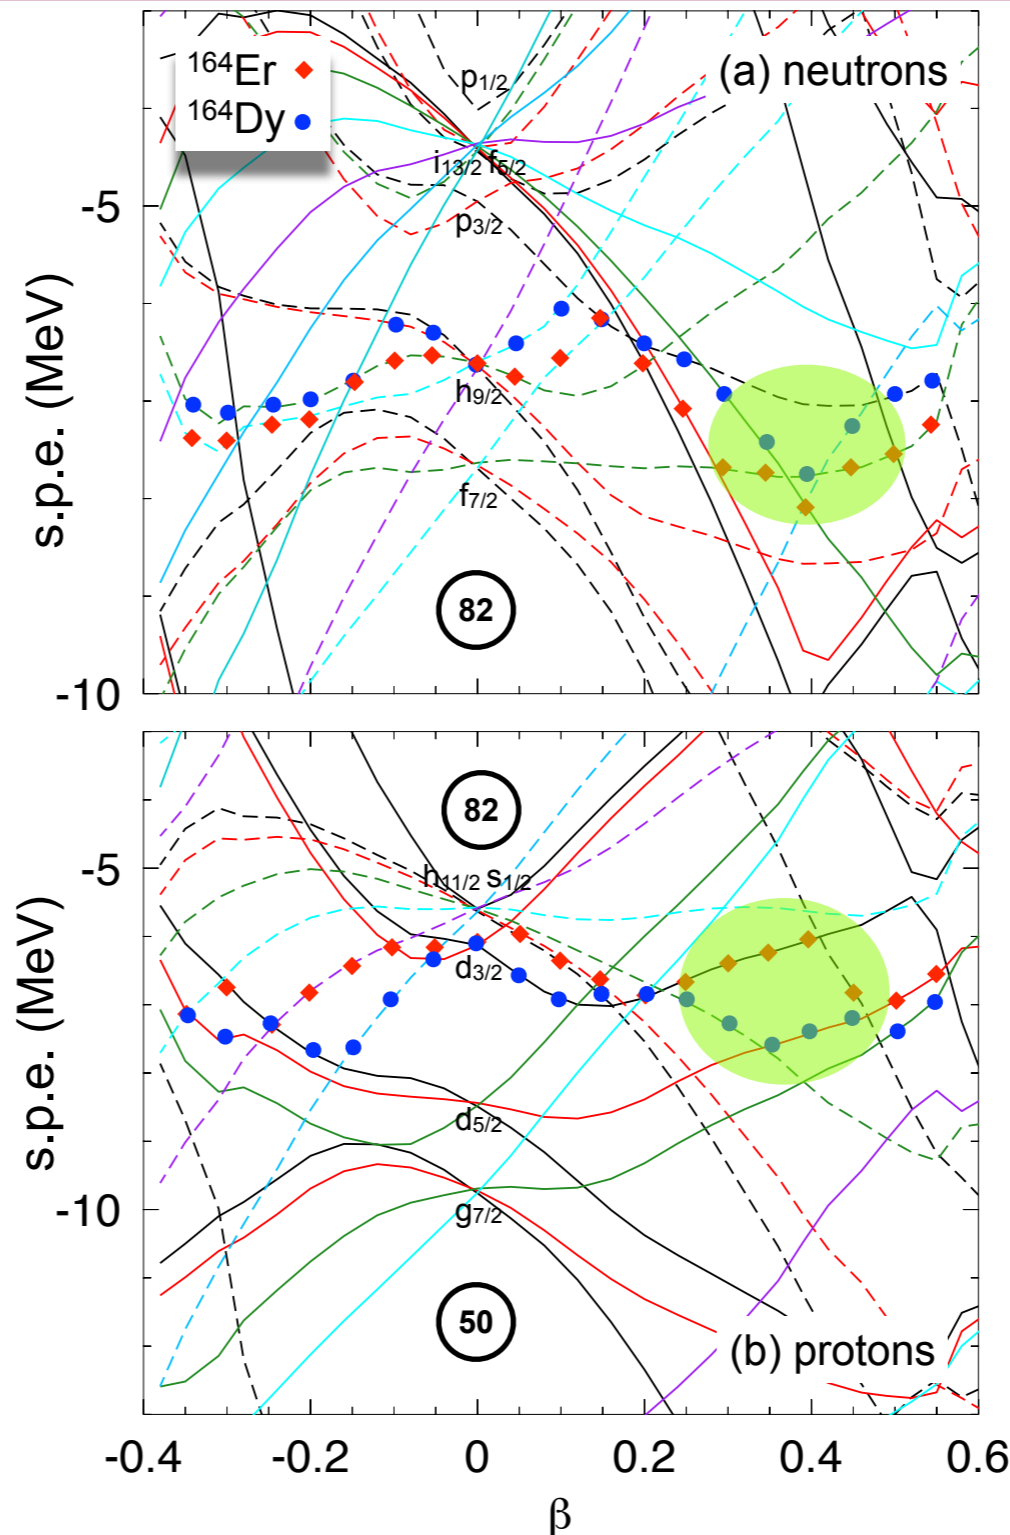 (a) neutrons
¹⁶⁴Er
¹⁶⁴Dy
p₁/₂
i₁₃/₂ f₅/₂
p₃/₂
h₉/₂
f₇/₂
82
-5
-10
s.p.e. (MeV)
82
h₁₁/₂ s₁/₂
d₃/₂
d₅/₂
g₇/₂
50
(b) protons
-5
-10
s.p.e. (MeV)
-0.4 -0.2 0 0.2 0.4 0.6
β